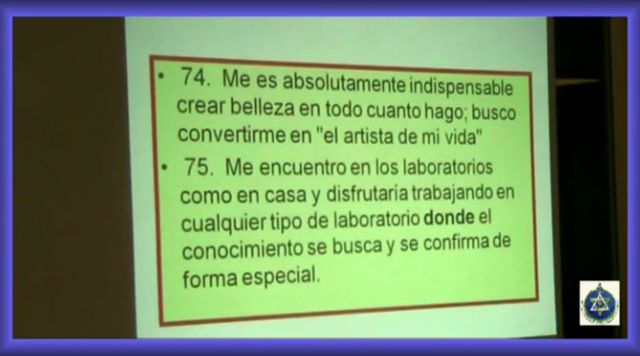 • 74. Me es absolutamente indispensable
crear belleza en todo cuanto hago; busco
convertirme en "el artista de mi vida"
• 75. Me encuentro en los laboratorios
como en casa y disfrutaria trabajando en
cualquier tipo de laboratorio donde el
conocimiento se busca y se confirma de
forma especial.